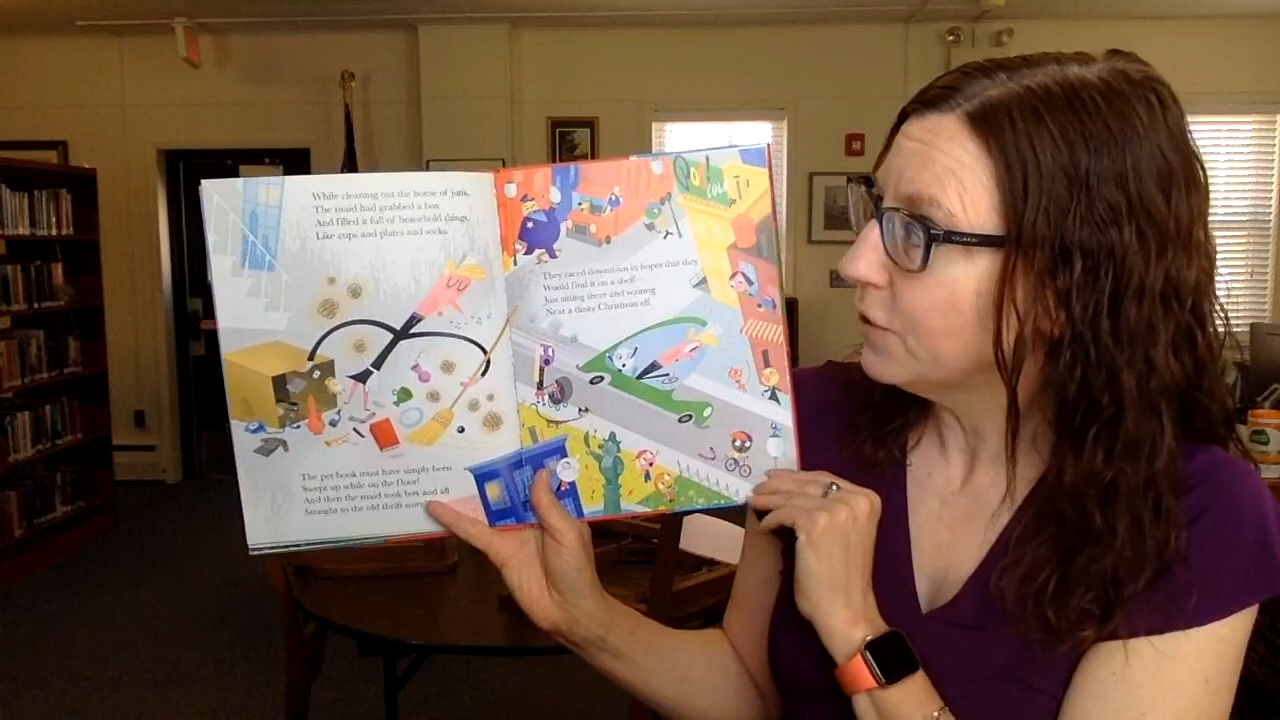 While cleaning out the house of junk,
The maid had grabbed a box
And filled it full of household things,
Like cups and plates and socks.
The pet book must have simply been
Swept up while on the floor!
And then the maid took box and all
Straight to the old thrift store.
They raced downtown in hopes that they
Would find it on a shelf
Just sitting there and waiting
Near a dusty Christmas elf.